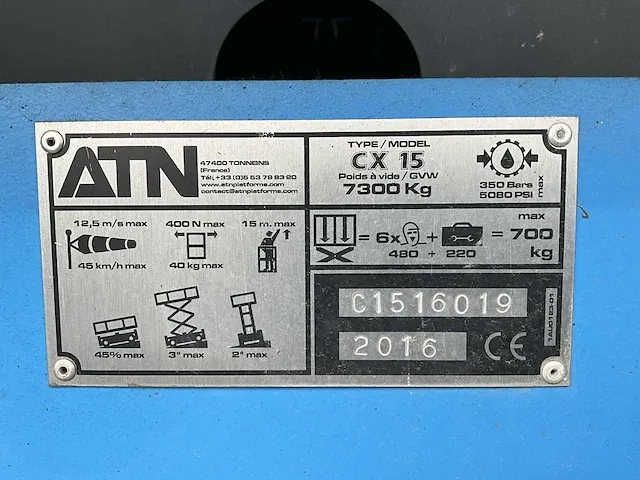 ATN
47400 TONNEINS
(France)
Tél.+33 (0)5 53 79 83 20
www.atnplatforms.com
contact@atnplatforms.com
TYPE / MODEL
CX 15
Poids à vide / GVW
7300 Kg
350 Bars
5080 PSI
max
12,5 m/s max
45 km/h max
400 N max
40 kg max
15 m. max
45% max
3° max
2° max
= 6x + = 700 kg
max
480 + 220
C1516019
2016
CE
1AU0123-01